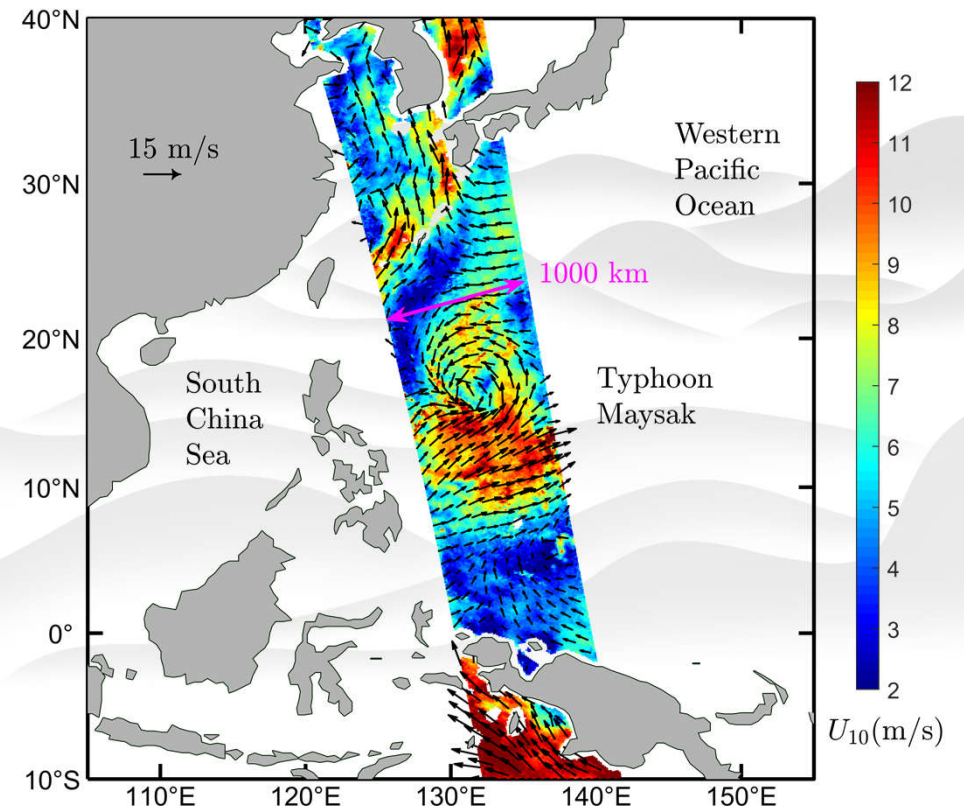 40°N
30°N
20°N
10°N
0°
10°S
110°E
120°E
130°E
140°E
150°E
15 m/s
Western
Pacific
Ocean
1000 km
South
China
Sea
Typhoon
Maysak
12
11
10
9
8
7
6
5
4
3
2
U10(m/s)